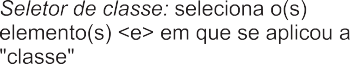 Seletor de classe: seleciona o(s)
elemento(s) <e> em que se aplicou a
"classe"